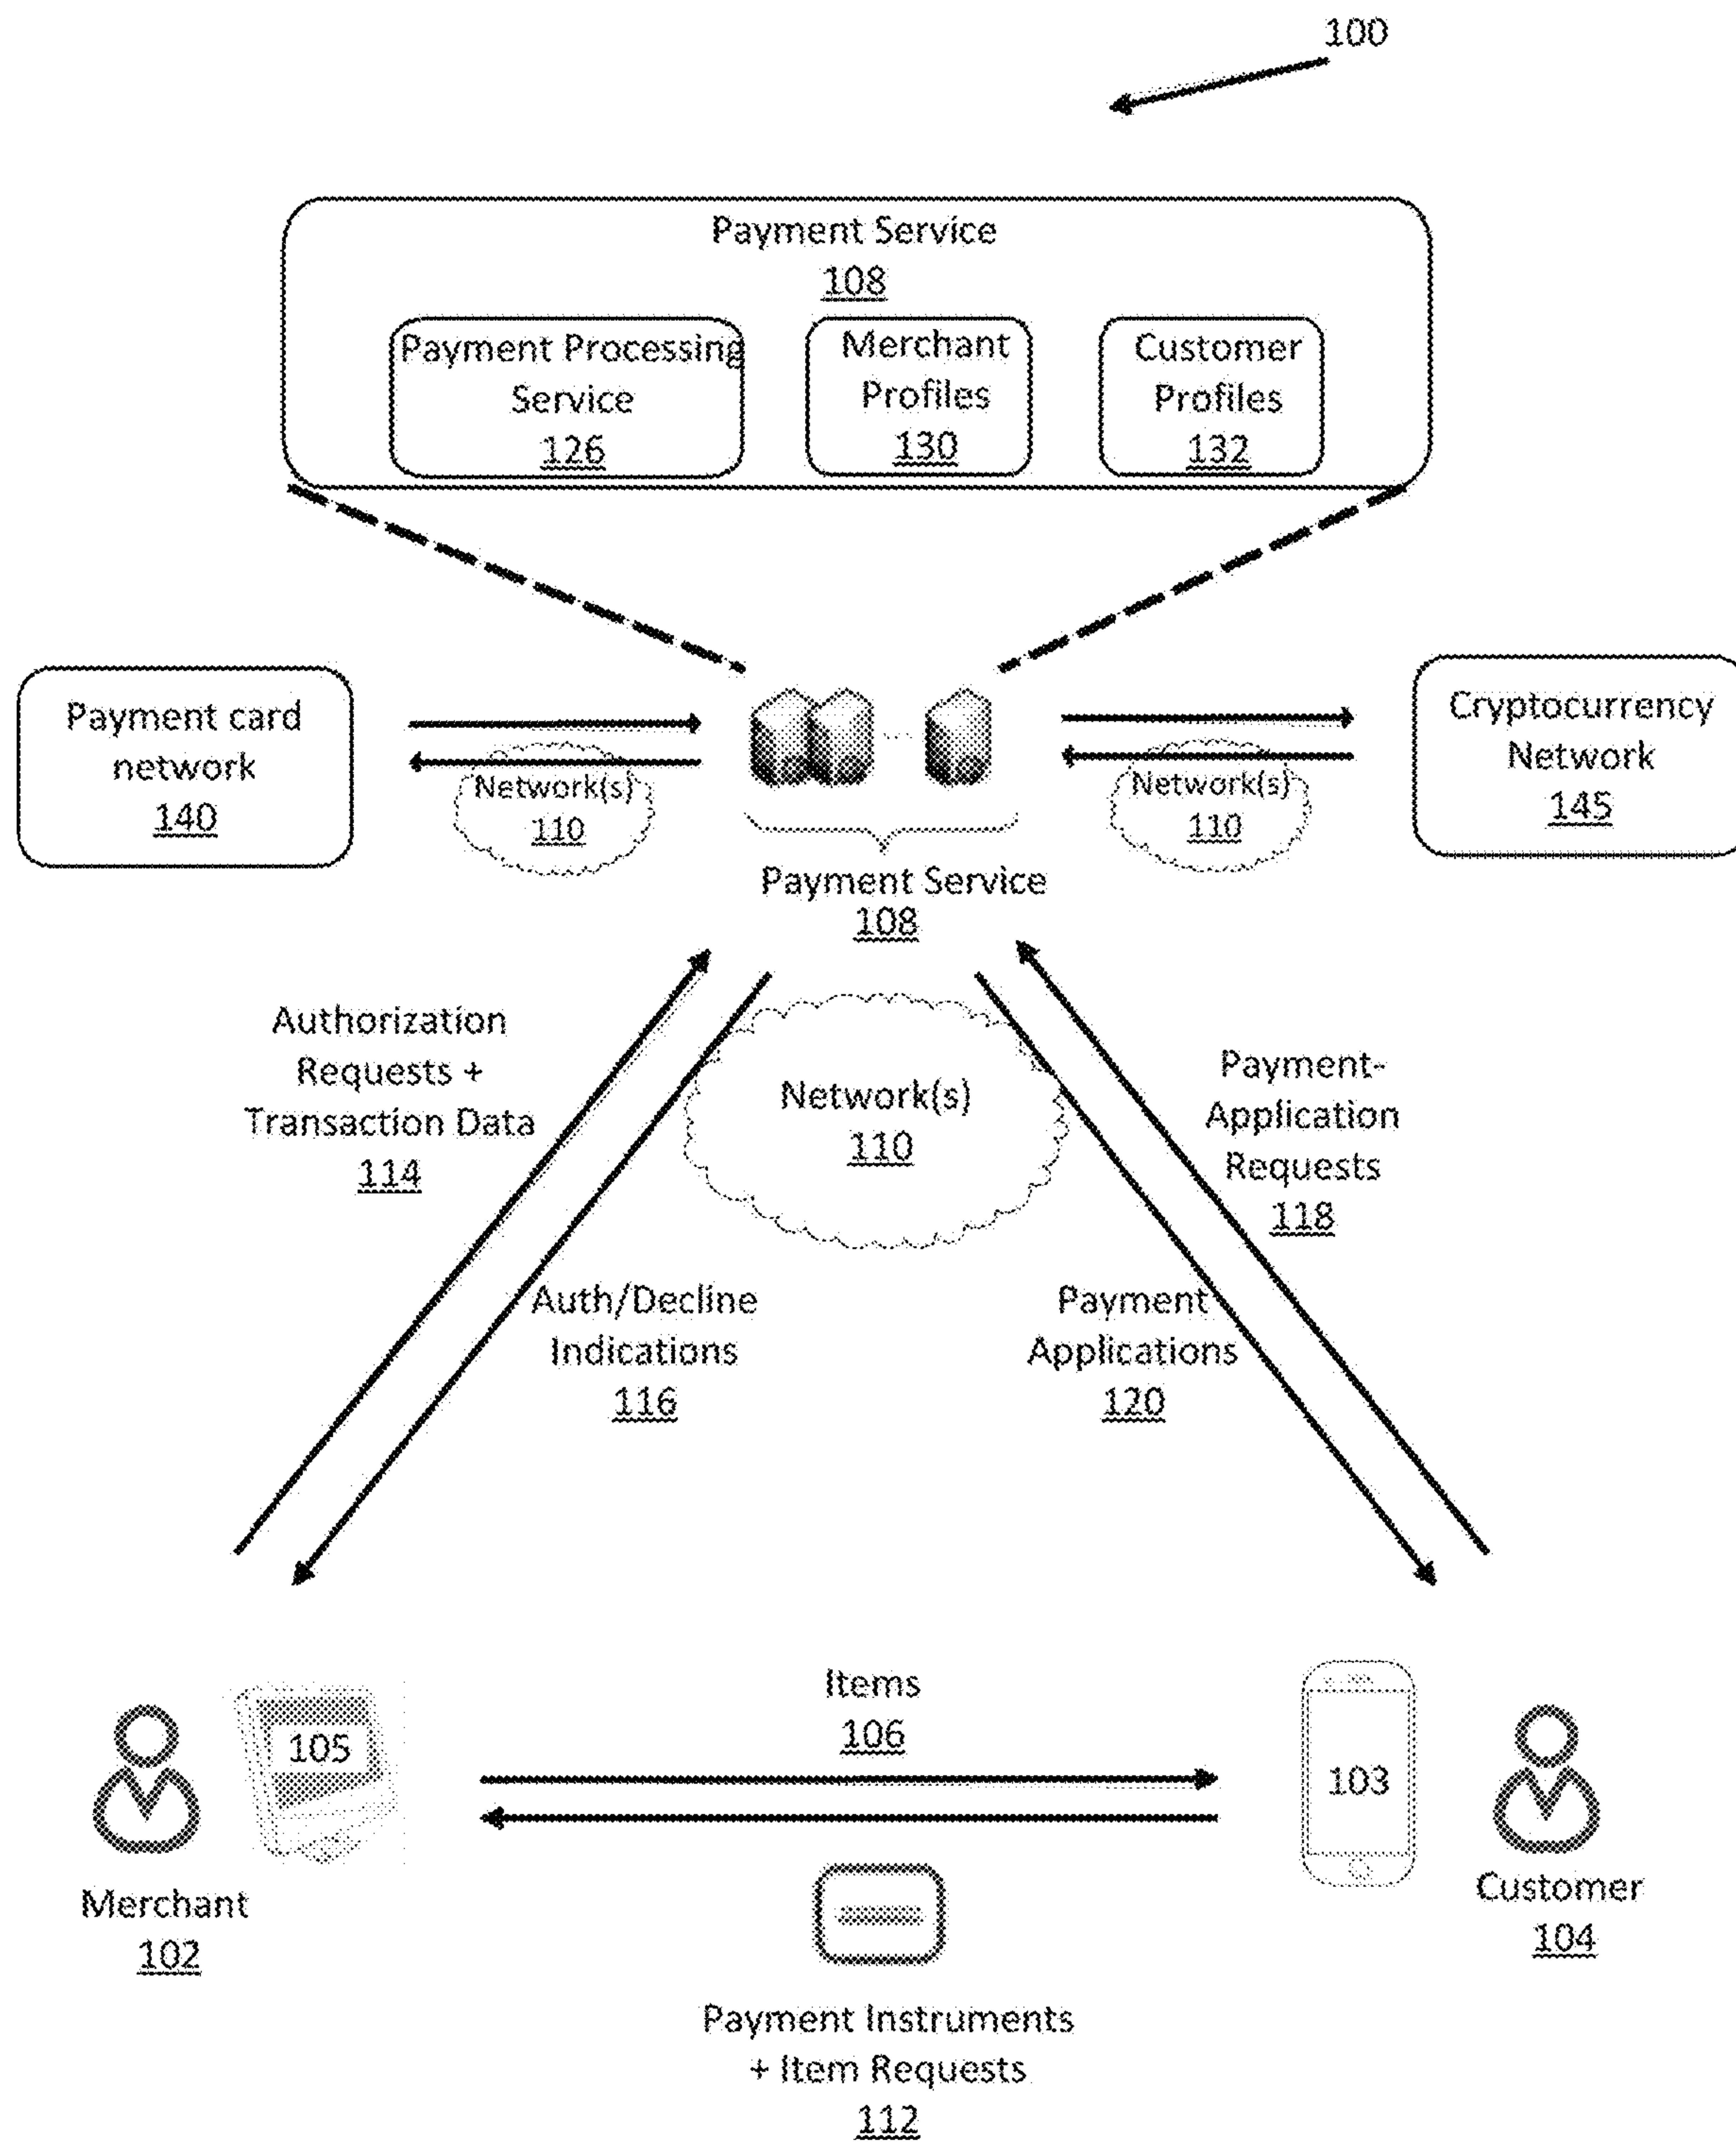 100
Payment Service
108
Payment Processing
Service
126
Merchant
Profiles
130
Customer
Profiles
132
Payment card
network
140
Network(s)
110
Payment Service
108
Network(s)
110
Cryptocurrency
Network
145
Authorization
Requests +
Transaction Data
114
Network(s)
110
Payment-
Application
Requests
118
Auth/Decline
Indications
116
Payment
Applications
120
Items
106
105
103
Merchant
102
Customer
104
Payment Instruments
+ Item Requests
112